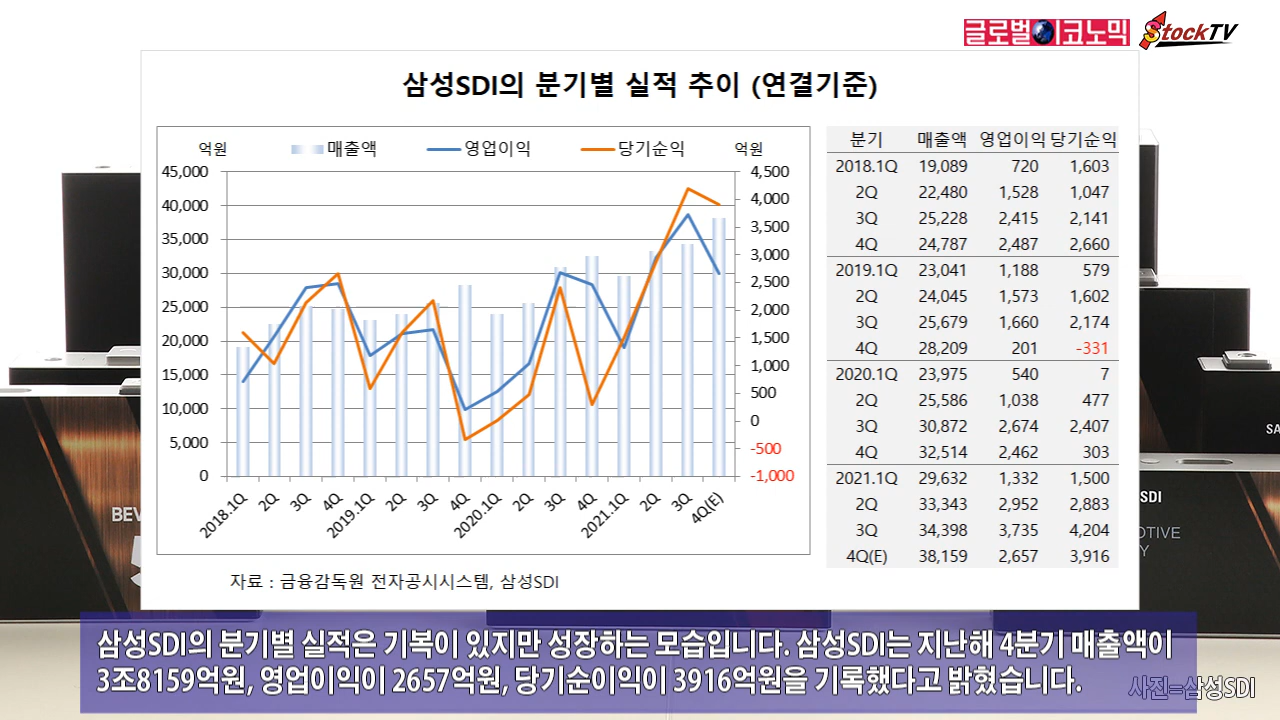 글로벌이코노믹 StockTV
삼성SDI의 분기별 실적 추이 (연결기준)
억원 매출액 영업이익 당기순익 억원
45,000
40,000
35,000
30,000
25,000
20,000
15,000
10,000
5,000
0
4,500
4,000
3,500
3,000
2,500
2,000
1,500
1,000
500
0
-500
-1,000
2018.1Q 2Q 3Q 4Q 2019.1Q 2Q 3Q 4Q 2020.1Q 2Q 3Q 4Q 2021.1Q 2Q 3Q 4Q(E)
분기 매출액 영업이익 당기순익
2018.1Q 19,089 720 1,603
2Q 22,480 1,528 1,047
3Q 25,228 2,415 2,141
4Q 24,787 2,487 2,660
2019.1Q 23,041 1,188 579
2Q 24,045 1,573 1,602
3Q 25,679 1,660 2,174
4Q 28,209 201 -331
2020.1Q 23,975 540 7
2Q 25,586 1,038 477
3Q 30,872 2,674 2,407
4Q 32,514 2,462 303
2021.1Q 29,632 1,332 1,500
2Q 33,343 2,952 2,883
3Q 34,398 3,735 4,204
4Q(E) 38,159 2,657 3,916
자료 : 금융감독원 전자공시시스템, 삼성SDI
BEV
5
SA
SDI
OTIVE
Y
삼성SDI의 분기별 실적은 기복이 있지만 성장하는 모습입니다. 삼성SDI는 지난해 4분기 매출액이
3조8159억원, 영업이익이 2657억원, 당기순이익이 3916억원을 기록했다고 밝혔습니다.
사진=삼성SDI